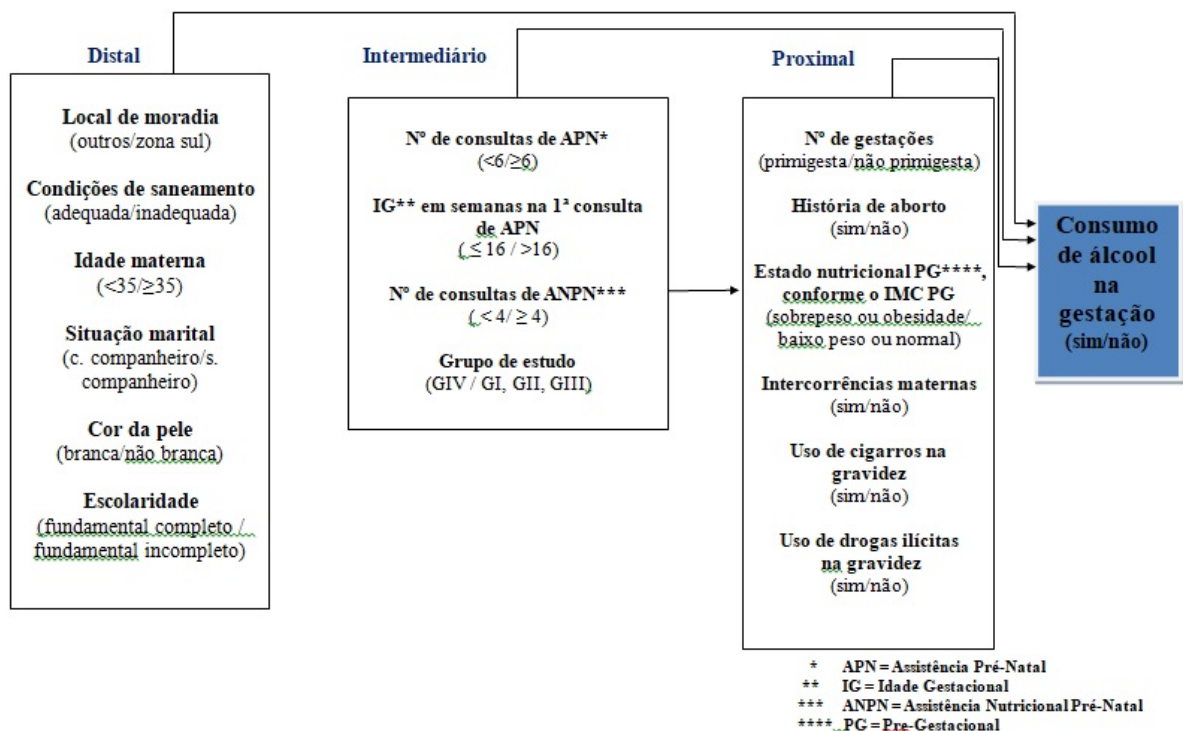 Distal
Local de moradia
(outros/zona sul)
Condições de saneamento
(adequada/inadequada)
Idade materna
(<35/≥35)
Situação marital
(c. companheiro/s.
companheiro)
Cor da pele
(branca/não branca)
Escolaridade
(fundamental completo /
fundamental incompleto)
Intermediário
Nº de consultas de APN*
(<6/≥6)
IG** em semanas na 1ª consulta
de APN
( ≤ 16 / >16)
Nº de consultas de ANPN***
( < 4/ ≥ 4)
Grupo de estudo
(GIV / GI, GII, GIII)
Proximal
Nº de gestações
(primigesta/não primigesta)
História de aborto
(sim/não)
Estado nutricional PG****,
conforme o IMC PG
(sobrepeso ou obesidade/
baixo peso ou normal)
Intercorrências maternas
(sim/não)
Uso de cigarros na
gravidez
(sim/não)
Uso de drogas ilícitas
na gravidez
(sim/não)
Consumo
de álcool
na
gestação
(sim/não)
* APN = Assistência Pré-Natal
** IG = Idade Gestacional
*** ANPN = Assistência Nutricional Pré-Natal
**** PG = Pre-Gestacional